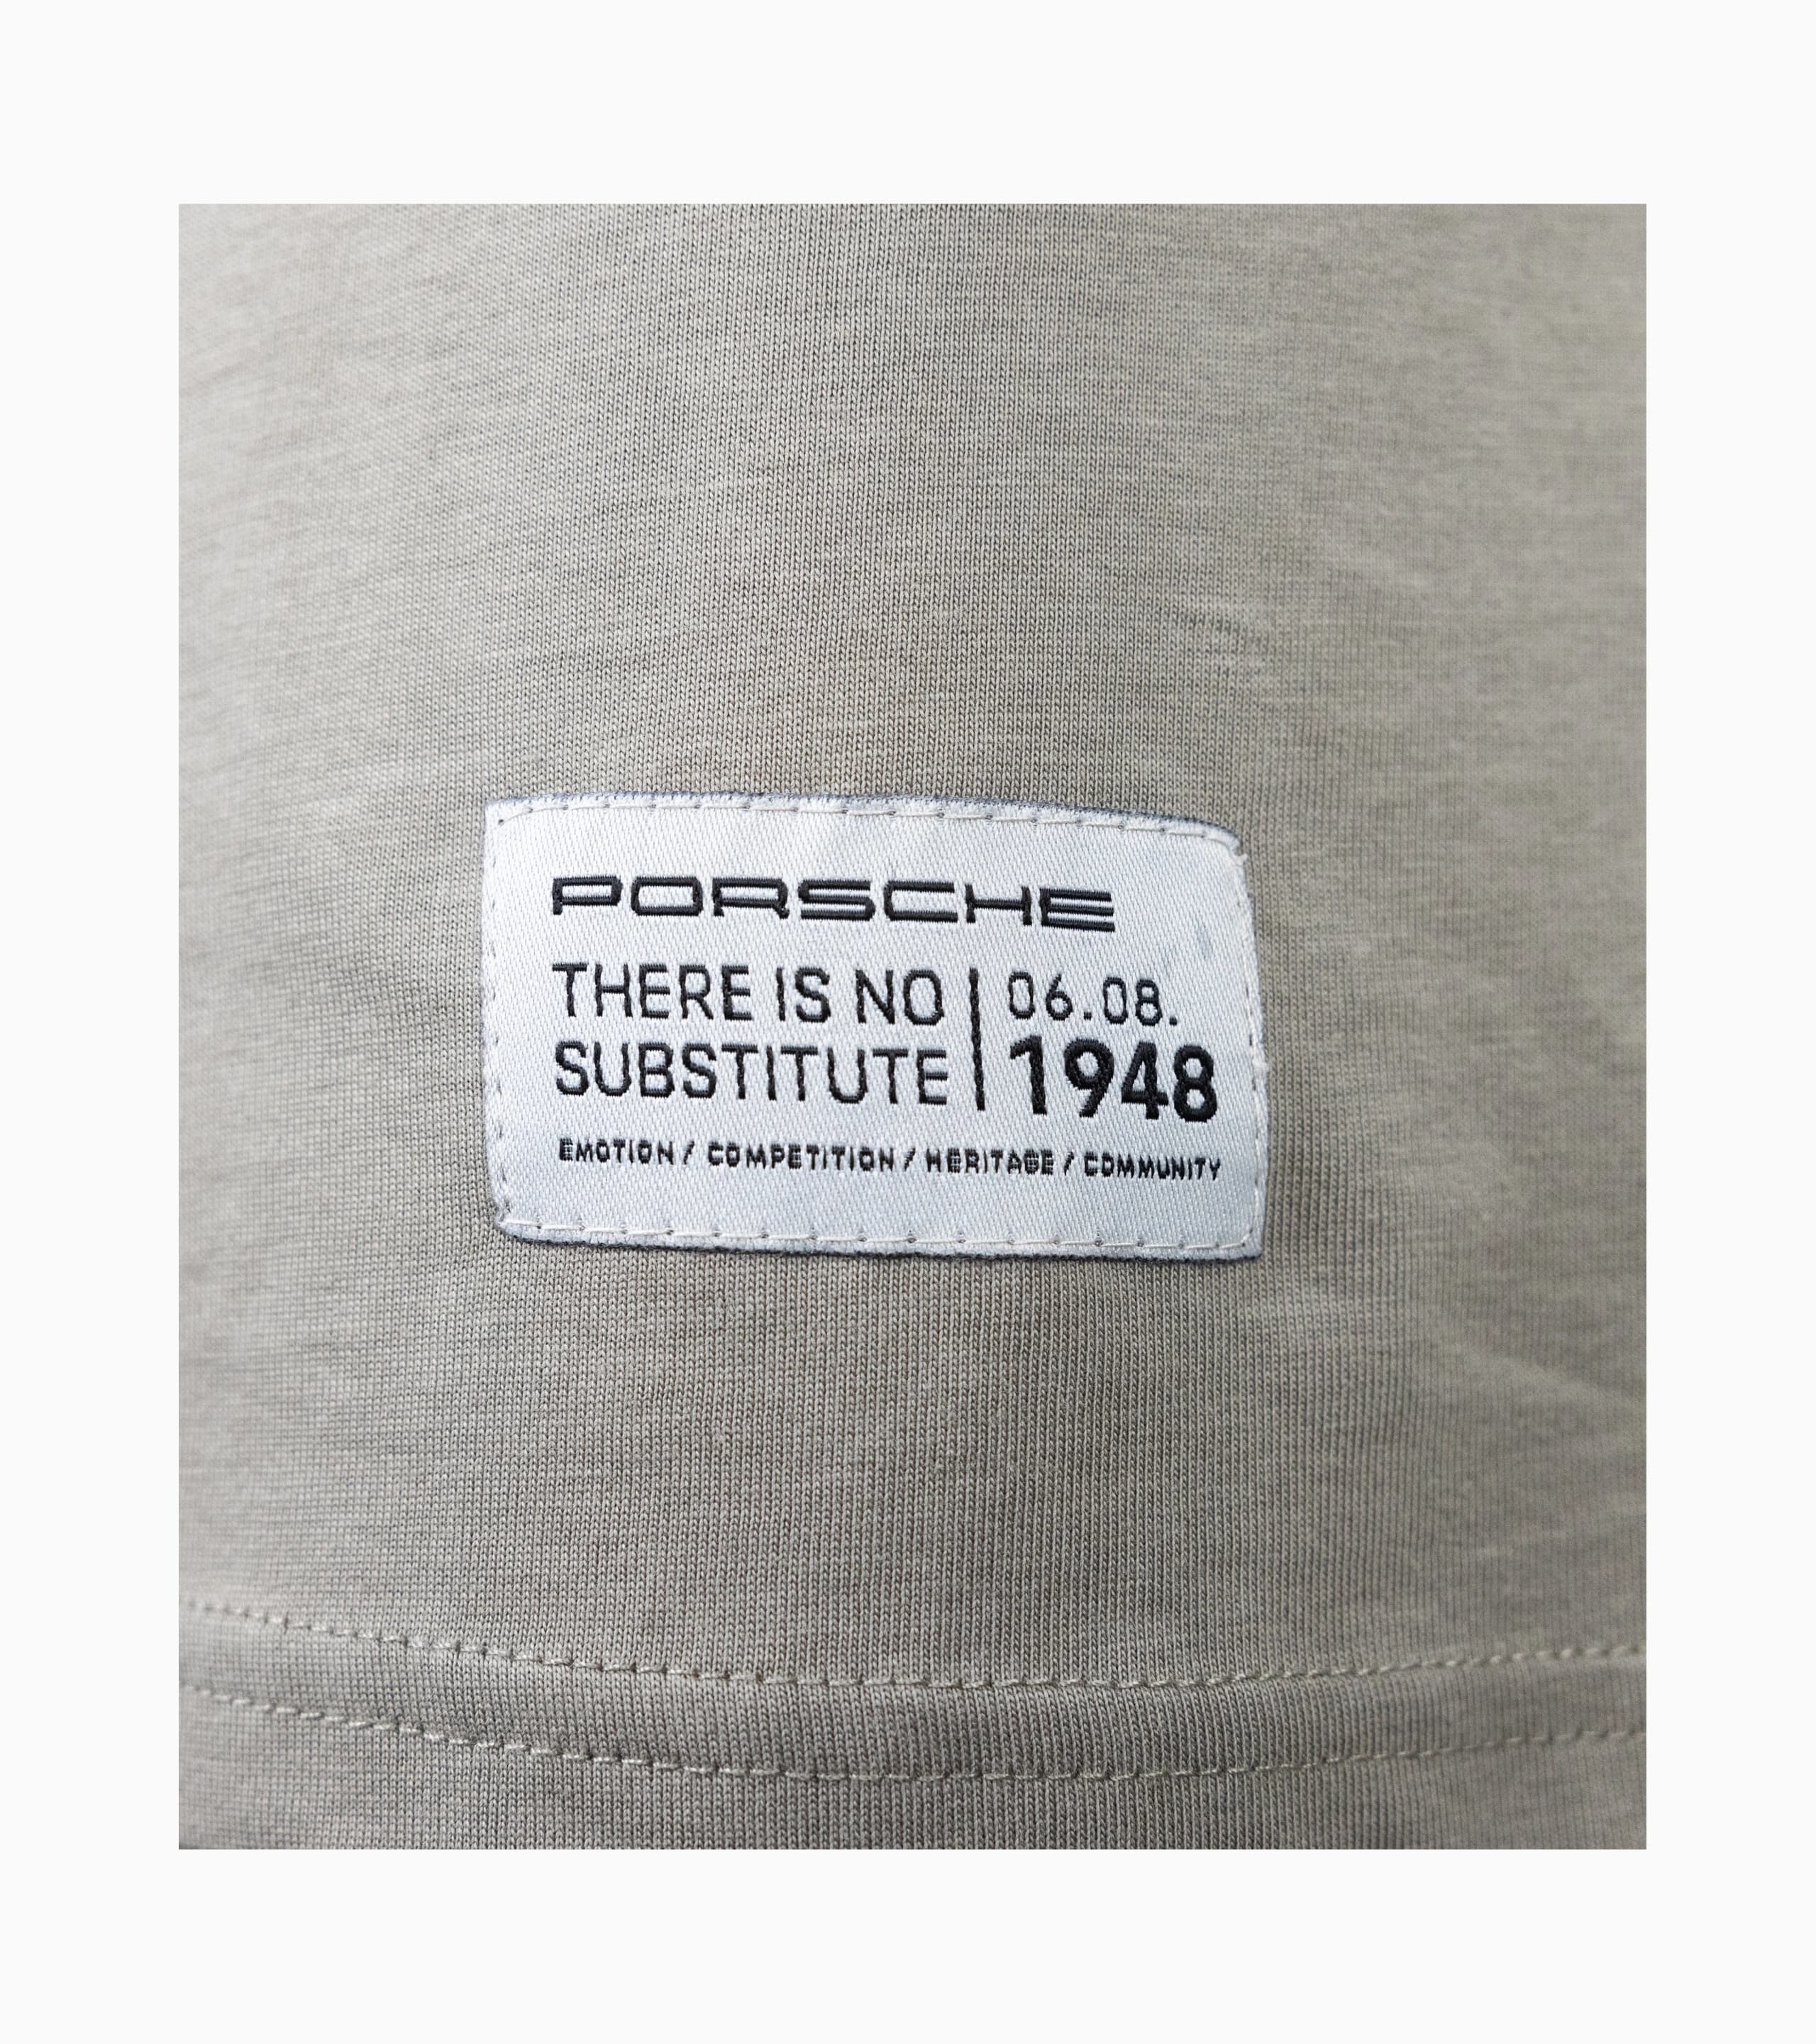 PORSCHE
THERE IS NO
SUBSTITUTE
06.08.
1948
EMOTION / COMPETITION / HERITAGE / COMMUNITY